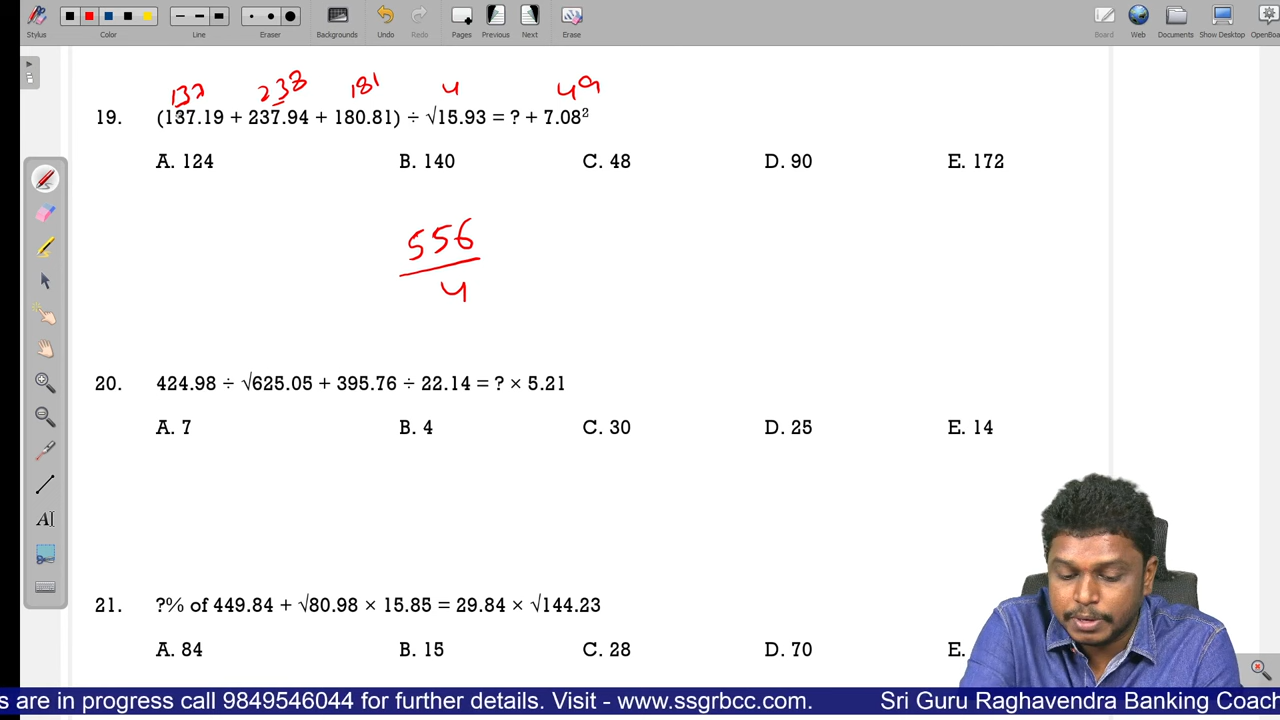 Stylus Color Line Eraser Backgrounds Undo Redo Pages Previous Next Erase Board Web Documents Show Desktop OpenBoa
137 238 181 4 49
19. (137.19 + 237.94 + 180.81) ÷ √15.93 = ? + 7.08²
A. 124 B. 140 C. 48 D. 90 E. 172
556
4
20. 424.98 ÷ √625.05 + 395.76 ÷ 22.14 = ? × 5.21
A. 7 B. 4 C. 30 D. 25 E. 14
21. ?% of 449.84 + √80.98 × 15.85 = 29.84 × √144.23
A. 84 B. 15 C. 28 D. 70 E.
s are in progress call 9849546044 for further details. Visit - www.ssgrbcc.com. Sri Guru Raghavendra Banking Coach